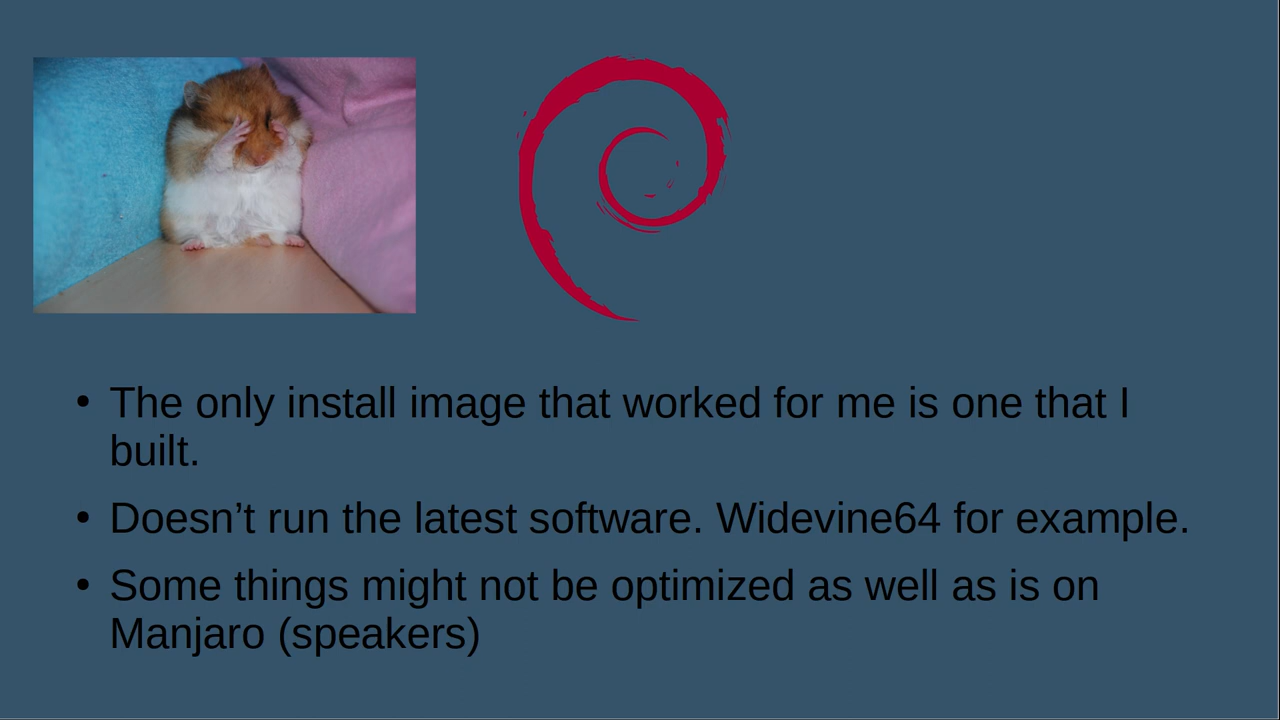 • The only install image that worked for me is one that I
built.
• Doesn’t run the latest software. Widevine64 for example.
• Some things might not be optimized as well as is on
Manjaro (speakers)